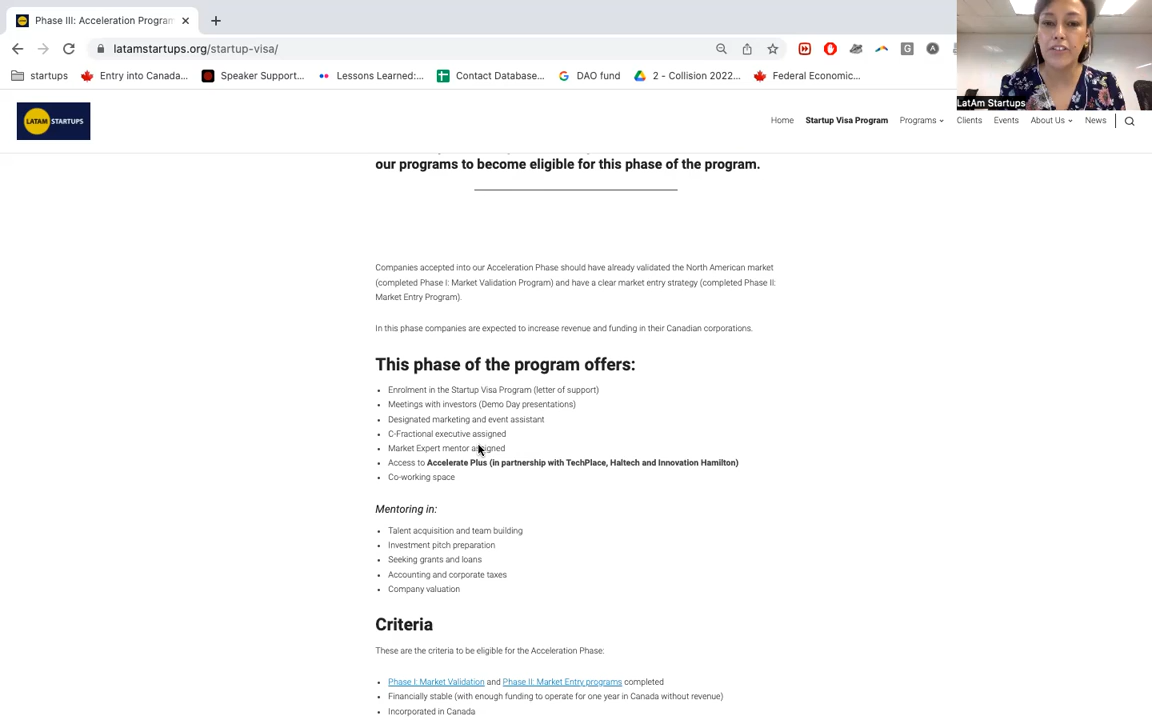 Phase III: Acceleration Program
latamstartups.org/startup-visa/
startups
Entry into Canada...
Speaker Support...
Lessons Learned:...
Contact Database...
DAO fund
2 - Collision 2022...
Federal Economic...
LatAm Startups
LATAM STARTUPS
Home
Startup Visa Program
Programs
Clients
Events
About Us
News
our programs to become eligible for this phase of the program.
Companies accepted into our Acceleration Phase should have already validated the North American market
(completed Phase I: Market Validation Program) and have a clear market entry strategy (completed Phase II:
Market Entry Program).
In this phase companies are expected to increase revenue and funding in their Canadian corporations.
This phase of the program offers:
Enrolment in the Startup Visa Program (letter of support)
Meetings with investors (Demo Day presentations)
Designated marketing and event assistant
C-Fractional executive assigned
Market Expert mentor assigned
Access to Accelerate Plus (in partnership with TechPlace, Haltech and Innovation Hamilton)
Co-working space
Mentoring in:
Talent acquisition and team building
Investment pitch preparation
Seeking grants and loans
Accounting and corporate taxes
Company valuation
Criteria
These are the criteria to be eligible for the Acceleration Phase:
Phase I: Market Validation and Phase II: Market Entry programs completed
Financially stable (with enough funding to operate for one year in Canada without revenue)
Incorporated in Canada